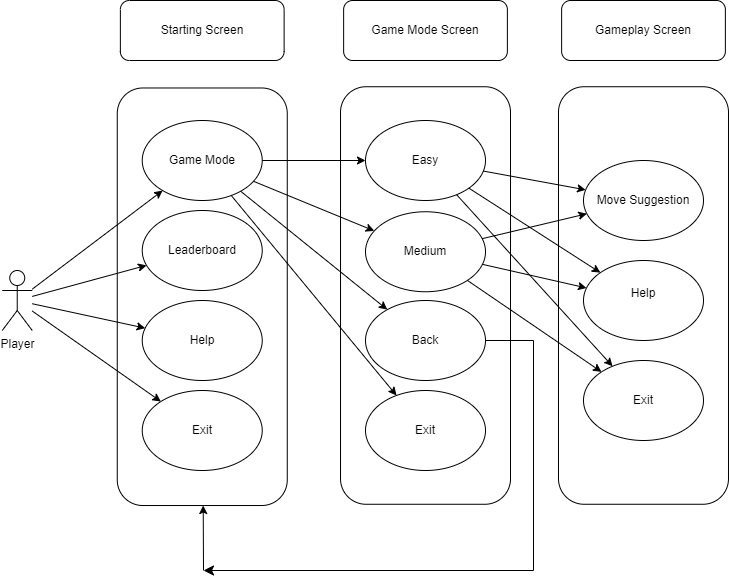 Starting Screen
Game Mode Screen
Gameplay Screen
Game Mode
Leaderboard
Help
Exit
Easy
Medium
Back
Exit
Move Suggestion
Help
Exit
Player